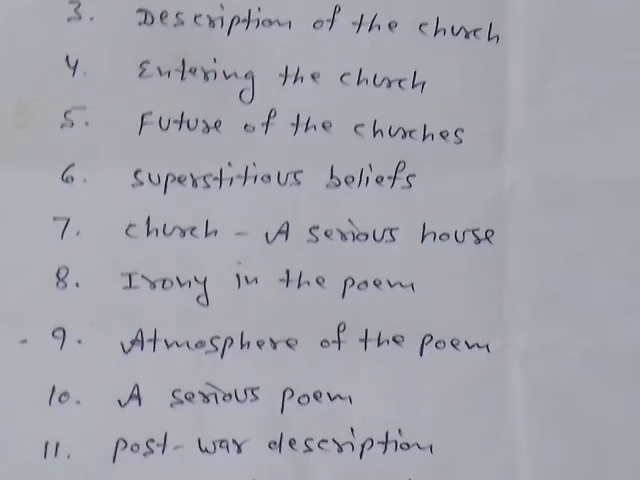 3. Description of the church
4. Entering the church
5. Future of the churches
6. Superstitious beliefs
7. Church - A serious house
8. Irony in the poem
9. Atmosphere of the poem
10. A serious poem
11. post-war description